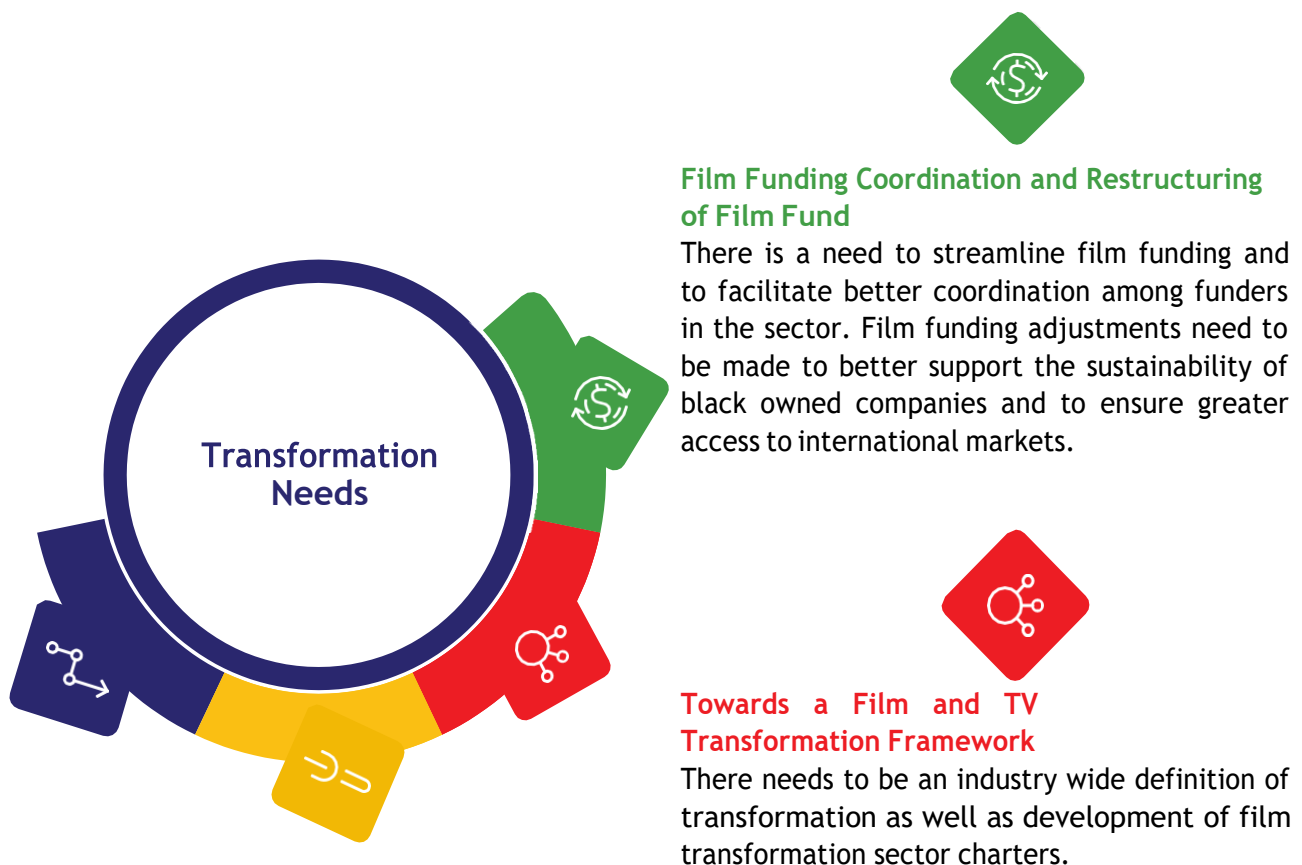 Transformation
Needs
Film Funding Coordination and Restructuring
of Film Fund
There is a need to streamline film funding and
to facilitate better coordination among funders
in the sector. Film funding adjustments need to
be made to better support the sustainability of
black owned companies and to ensure greater
access to international markets.
Towards a Film and TV
Transformation Framework
There needs to be an industry wide definition of
transformation as well as development of film
transformation sector charters.